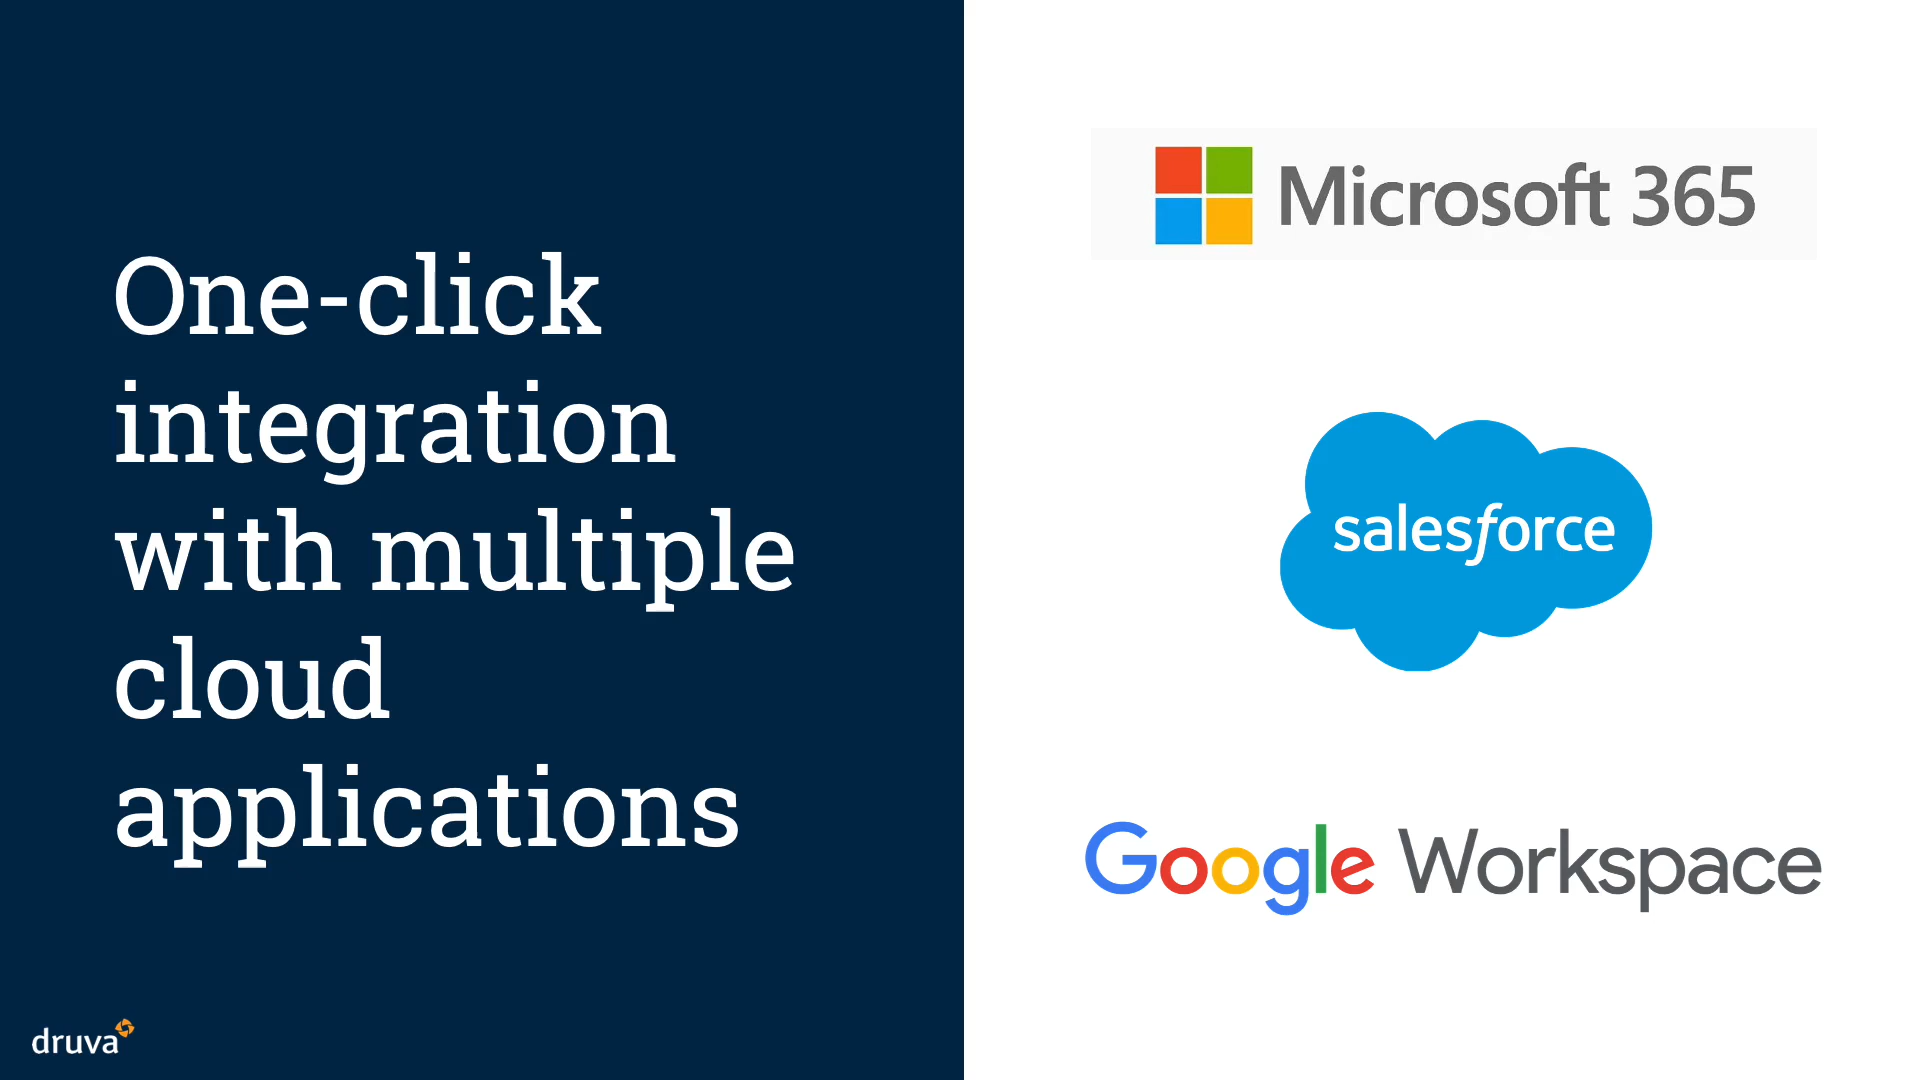 One-click
integration
with multiple
cloud
applications
druva
Microsoft 365
salesforce
Google Workspace